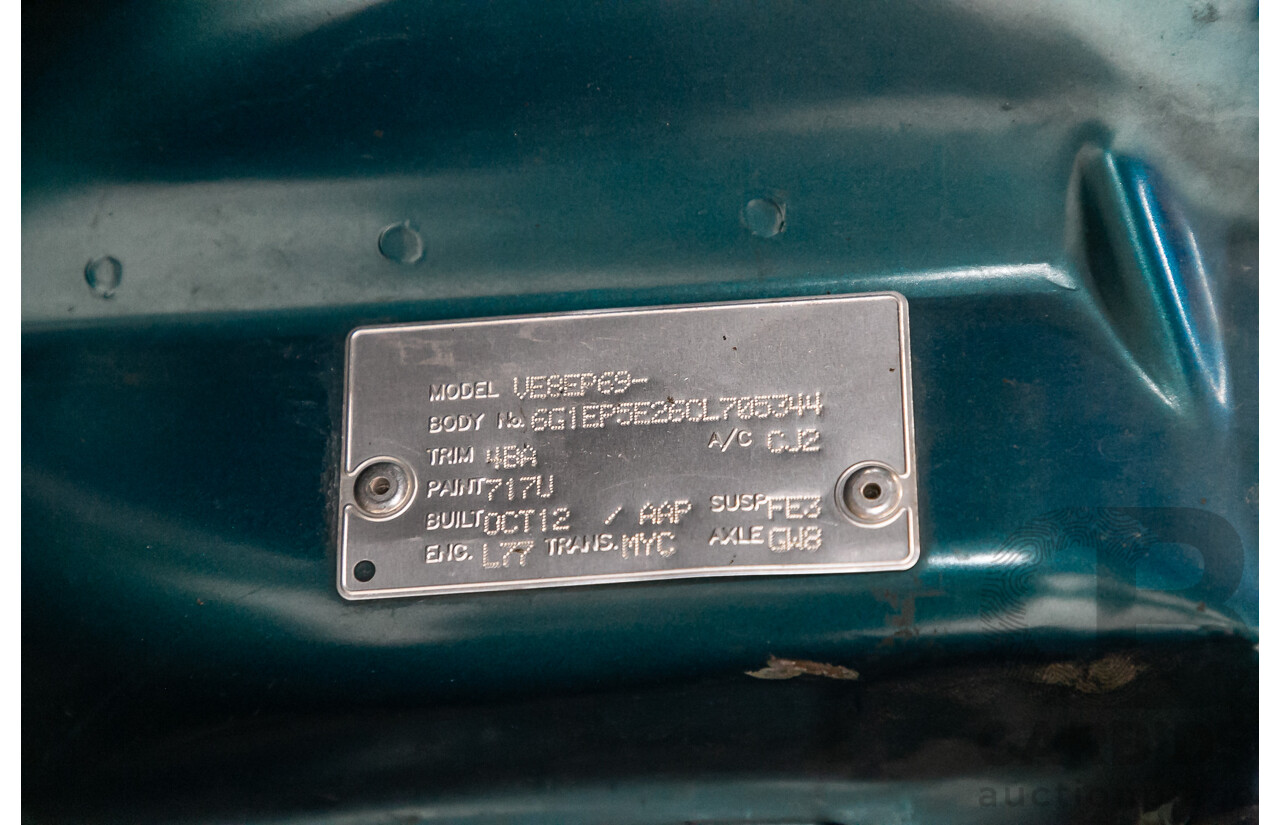 MODEL VE8EP69-
BODY No. 6G1EP5E26CL705344
TRIM 4BA A/C CJ2
PAINT 717U
BUILT OCT12 / AAP SUSP FE3
ENG. L77 TRANS. MYC AXLE GW8